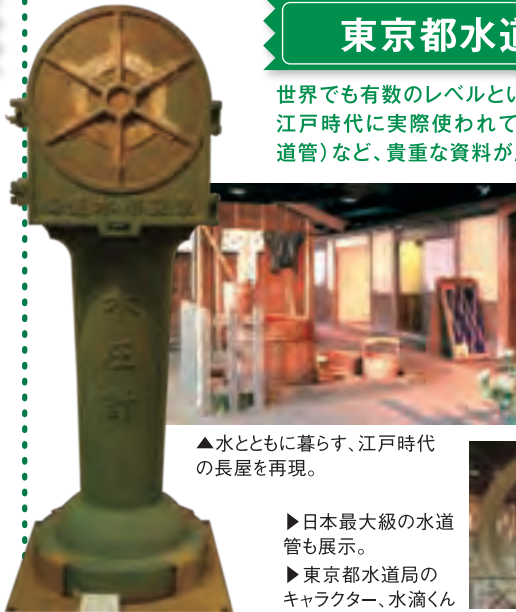 東京都水道
世界でも有数のレベルとい
江戸時代に実際使われて
道管)など、貴重な資料が
水圧計
▲水とともに暮らす、江戸時代
の長屋を再現。
▶日本最大級の水道
管も展示。
▶東京都水道局の
キャラクター、水滴くん